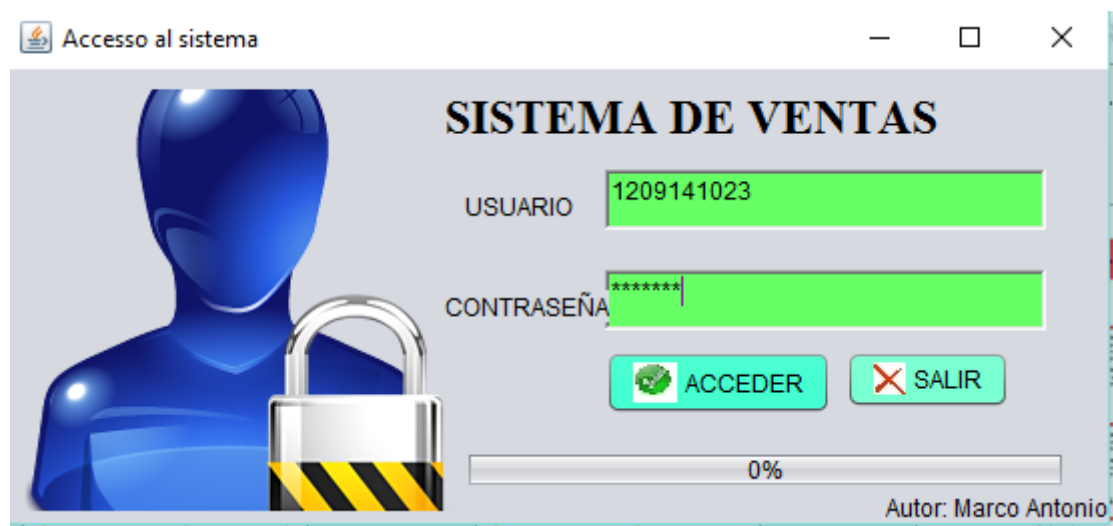 Accesso al sistema
SISTEMA DE VENTAS
USUARIO 1209141023
CONTRASEÑA *******
ACCEDER SALIR
0%
Autor: Marco Antonio